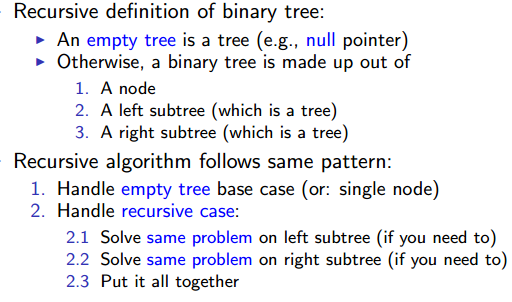 Recursive definition of binary tree:
▶ An empty tree is a tree (e.g., null pointer)
▶ Otherwise, a binary tree is made up out of
1. A node
2. A left subtree (which is a tree)
3. A right subtree (which is a tree)
Recursive algorithm follows same pattern:
1. Handle empty tree base case (or: single node)
2. Handle recursive case:
2.1 Solve same problem on left subtree (if you need to)
2.2 Solve same problem on right subtree (if you need to)
2.3 Put it all together